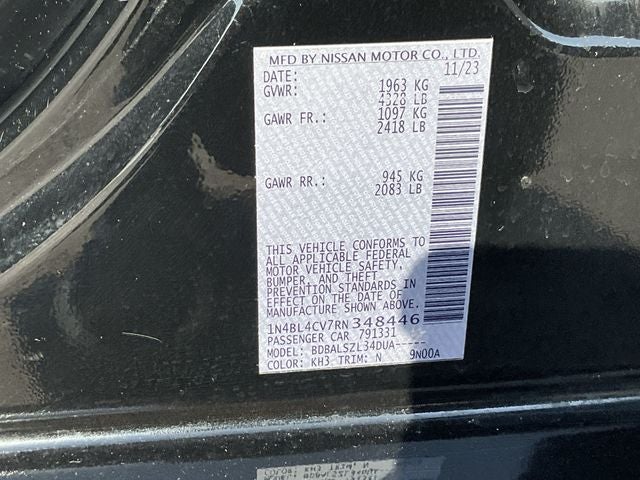 MFD BY NISSAN MOTOR CO., LTD.
DATE: 11/23
GVWR: 1963 KG
4328 LB
GAWR FR.: 1097 KG
2418 LB
GAWR RR.: 945 KG
2083 LB
THIS VEHICLE CONFORMS TO
ALL APPLICABLE FEDERAL
MOTOR VEHICLE SAFETY,
BUMPER, AND THEFT
PREVENTION STANDARDS IN
EFFECT ON THE DATE OF
MANUFACTURE SHOWN ABOVE.
1N4BL4CV7RN348446
PASSENGER CAR 791331
MODEL: BDBALSZL34DUA-----
COLOR: KH3 TRIM: N 9N00A
COLOR: KH3 TRIM: N